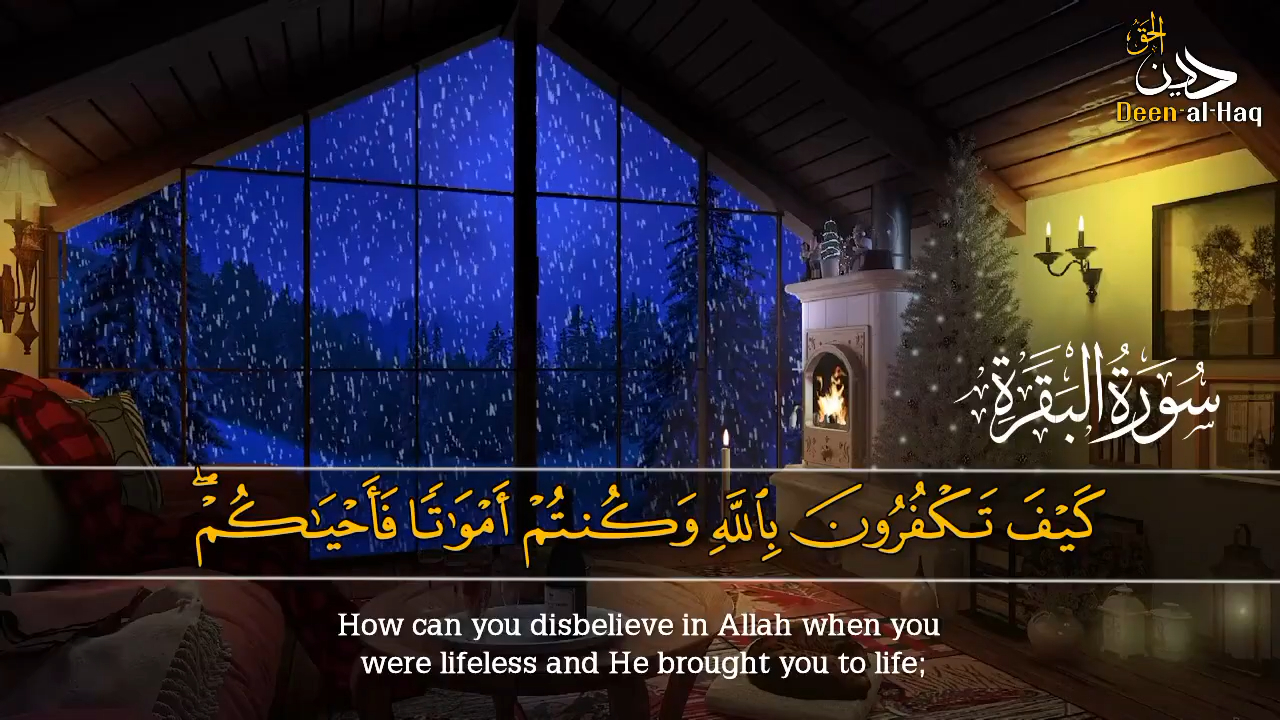 دين الحق
Deen-al-Haq
سُورَةُ البَقَرَة
كَيْفَ تَكْفُرُونَ بِٱللَّهِ وَكُنتُمْ أَمْوَٰتًا فَأَحْيَـٰكُمْ ۖ
How can you disbelieve in Allah when you
were lifeless and He brought you to life;